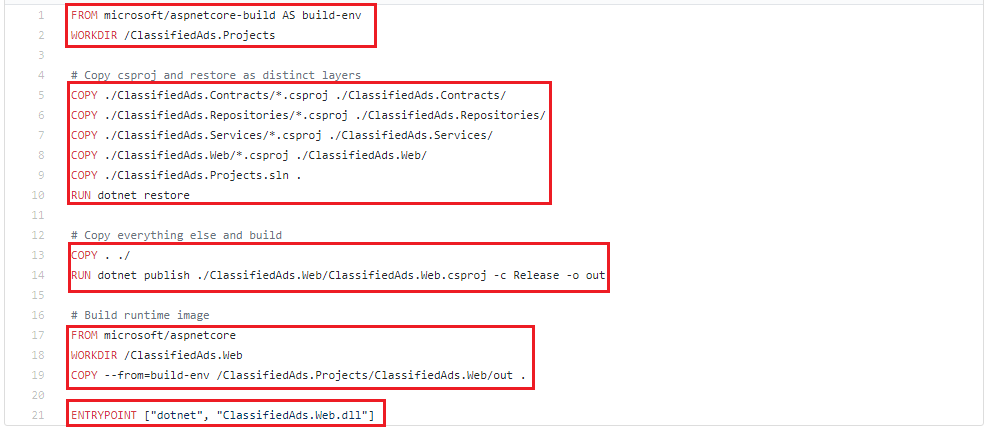 1 FROM microsoft/aspnetcore-build AS build-env
2 WORKDIR /ClassifiedAds.Projects
3
4 # Copy csproj and restore as distinct layers
5 COPY ./ClassifiedAds.Contracts/*.csproj ./ClassifiedAds.Contracts/
6 COPY ./ClassifiedAds.Repositories/*.csproj ./ClassifiedAds.Repositories/
7 COPY ./ClassifiedAds.Services/*.csproj ./ClassifiedAds.Services/
8 COPY ./ClassifiedAds.Web/*.csproj ./ClassifiedAds.Web/
9 COPY ./ClassifiedAds.Projects.sln .
10 RUN dotnet restore
11
12 # Copy everything else and build
13 COPY . ./
14 RUN dotnet publish ./ClassifiedAds.Web/ClassifiedAds.Web.csproj -c Release -o out
15
16 # Build runtime image
17 FROM microsoft/aspnetcore
18 WORKDIR /ClassifiedAds.Web
19 COPY --from=build-env /ClassifiedAds.Projects/ClassifiedAds.Web/out .
20
21 ENTRYPOINT ["dotnet", "ClassifiedAds.Web.dll"]